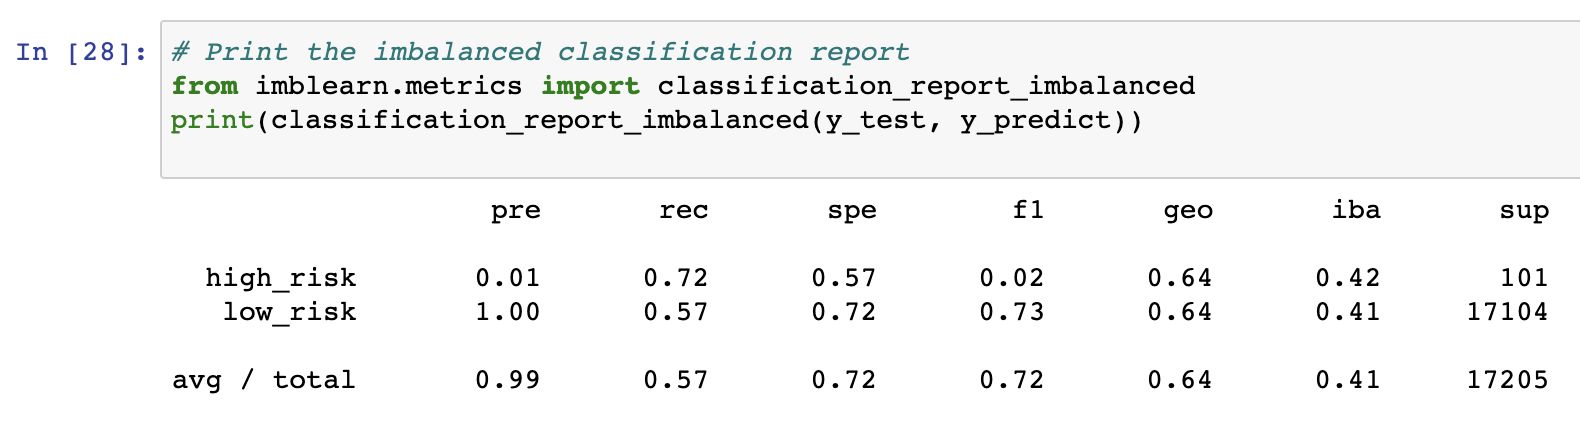 In [28]: # Print the imbalanced classification report
from imblearn.metrics import classification_report_imbalanced
print(classification_report_imbalanced(y_test, y_predict))
pre rec spe f1 geo iba sup
high_risk 0.01 0.72 0.57 0.02 0.64 0.42 101
low_risk 1.00 0.57 0.72 0.73 0.64 0.41 17104
avg / total 0.99 0.57 0.72 0.72 0.64 0.41 17205